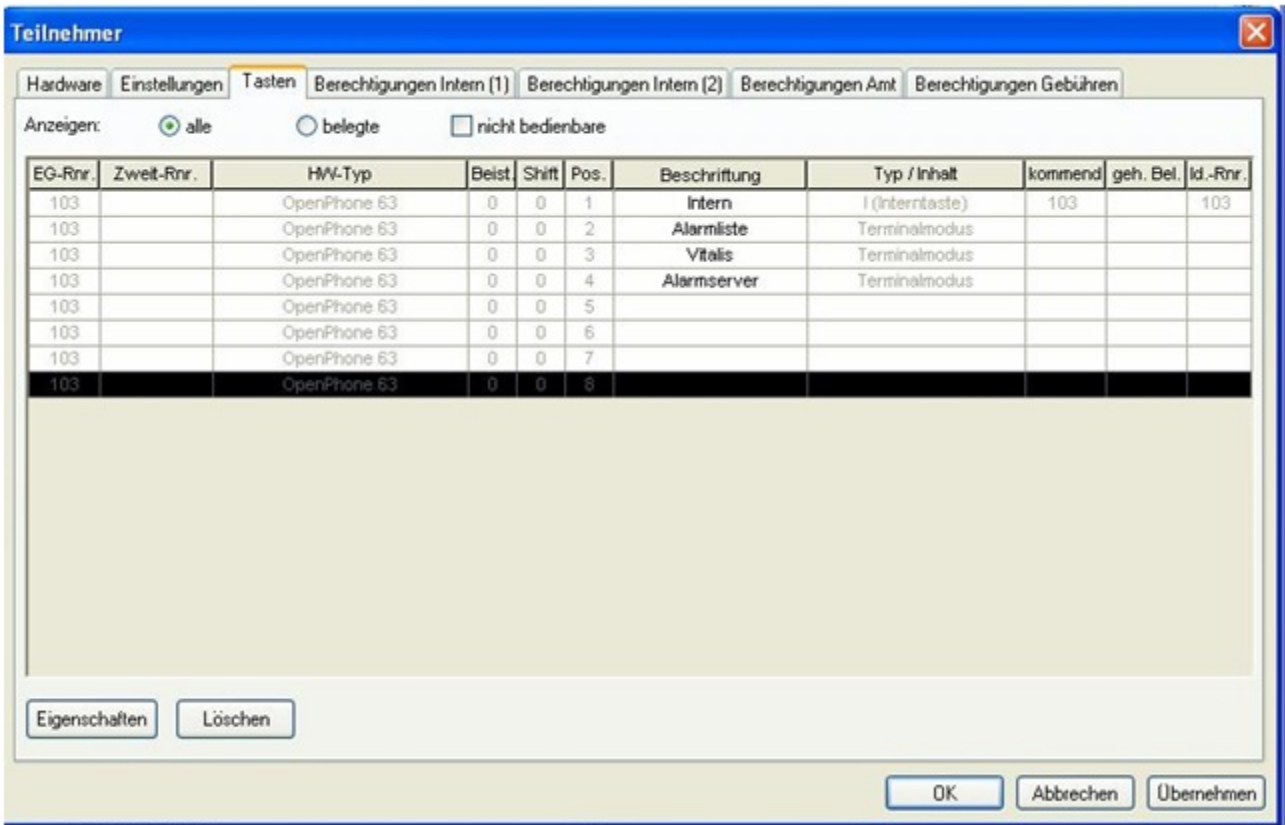 Teilnehmer
Hardware Einstellungen Tasten Berechtigungen Intern (1) Berechtigungen Intern (2) Berechtigungen Amt Berechtigungen Gebühren
Anzeigen: alle belegte nicht bedienbare
EG-Rnr. Zweit-Rnr. HW-Typ Beist. Shift Pos. Beschriftung Typ / Inhalt kommend geh. Bel. Id.-Rnr.
103 OpenPhone 63 0 0 1 Intern I (Interntaste) 103 103
103 OpenPhone 63 0 0 2 Alarmliste Terminalmodus
103 OpenPhone 63 0 0 3 Vitalis Terminalmodus
103 OpenPhone 63 0 0 4 Alarmserver Terminalmodus
103 OpenPhone 63 0 0 5
103 OpenPhone 63 0 0 6
103 OpenPhone 63 0 0 7
103 OpenPhone 63 0 0 8
Eigenschaften Löschen
OK Abbrechen Übernehmen